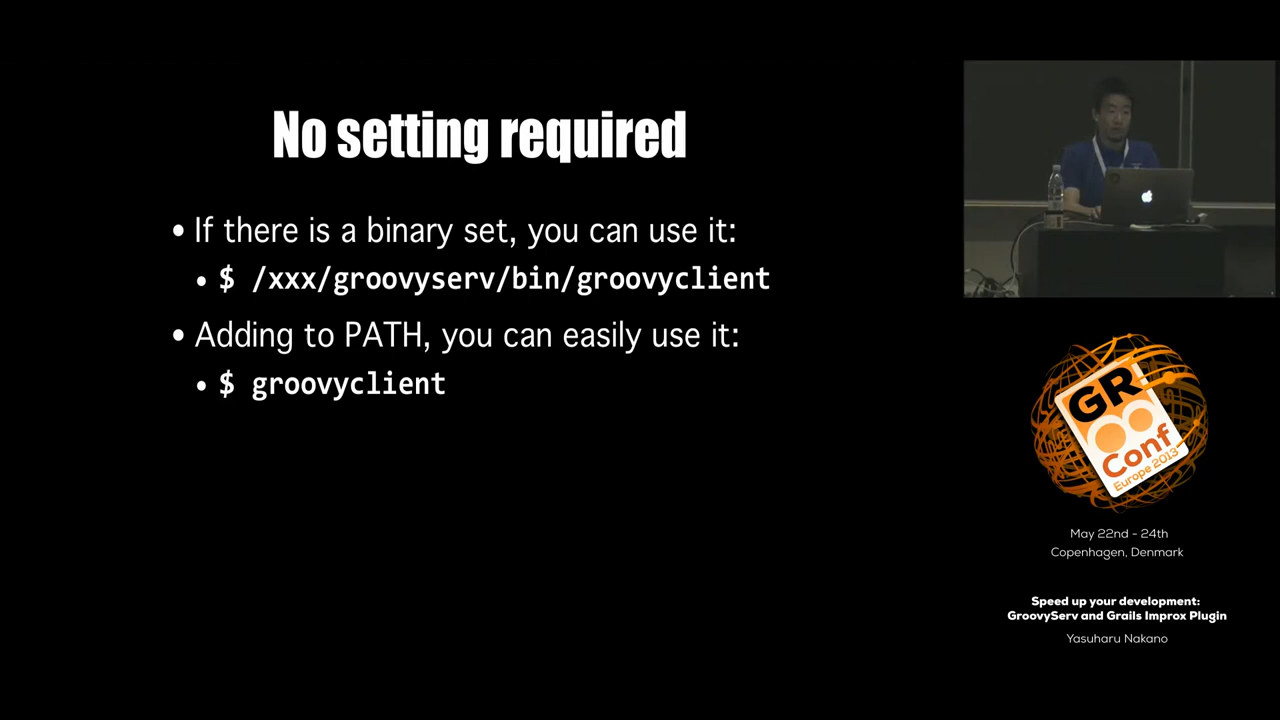 No setting required
• If there is a binary set, you can use it:
• $ /xxx/groovyserv/bin/groovyclient
• Adding to PATH, you can easily use it:
• $ groovyclient
GR
Conf
Europe 2013
May 22nd - 24th
Copenhagen, Denmark
Speed up your development:
GroovyServ and Grails Improx Plugin
Yasuharu Nakano